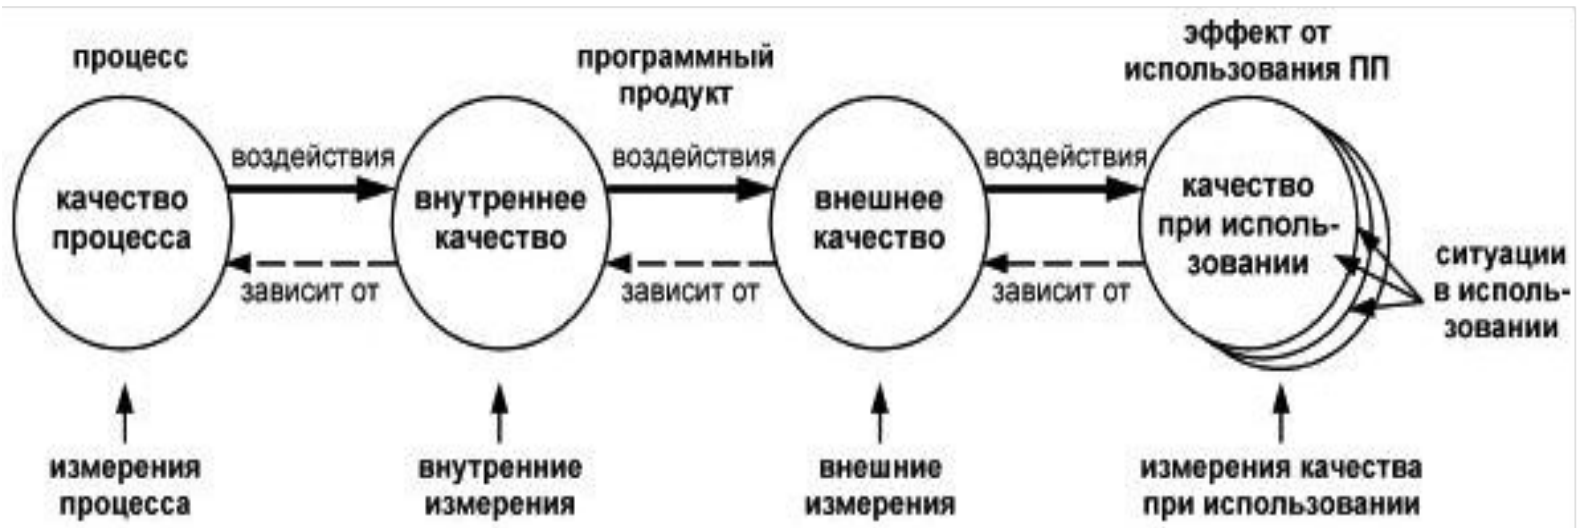 процесс
программный
продукт
эффект от
использования ПП
воздействия
воздействия
воздействия
качество
процесса
внутреннее
качество
внешнее
качество
качество
при исполь-
зовании
зависит от
зависит от
зависит от
ситуации
в исполь-
зовании
измерения
процесса
внутренние
измерения
внешние
измерения
измерения качества
при использовании